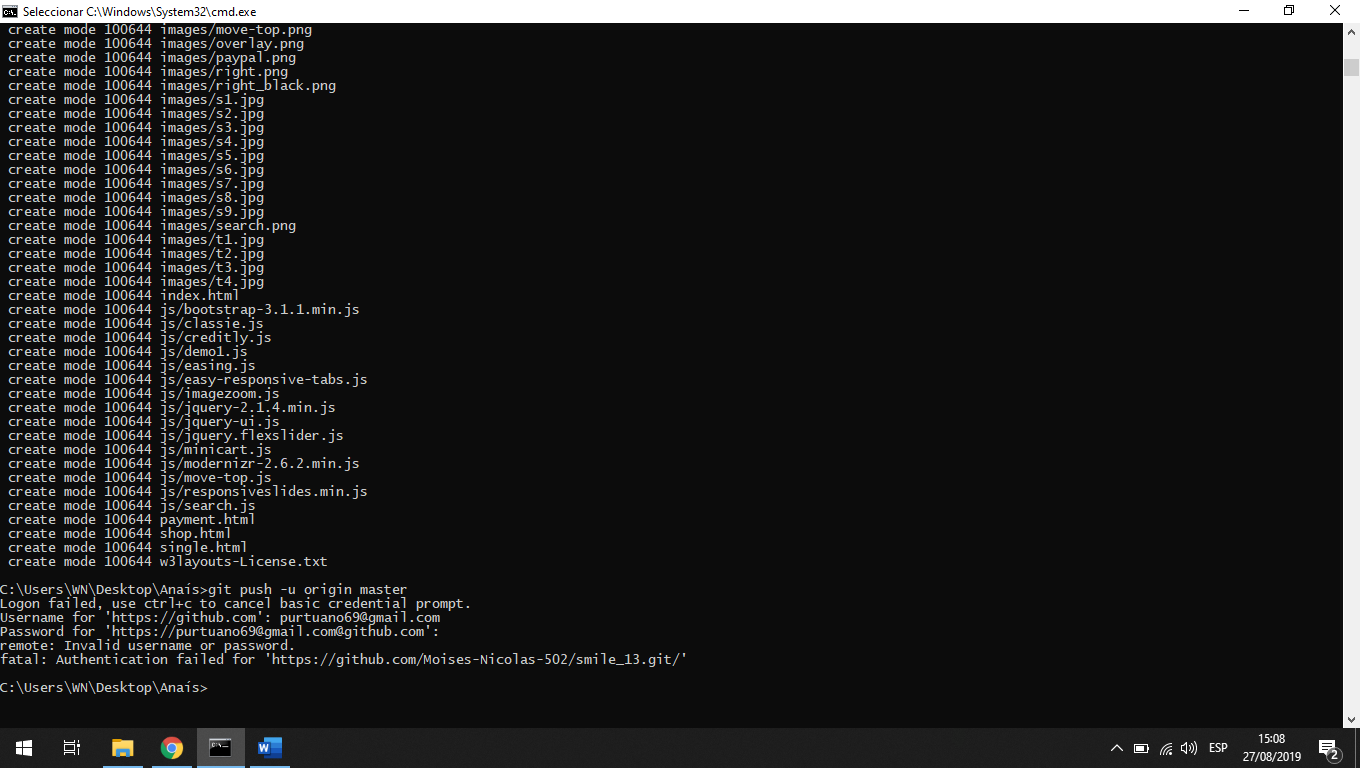 Seleccionar C:\Windows\System32\cmd.exe
create mode 100644 images/move-top.png
create mode 100644 images/overlay.png
create mode 100644 images/paypal.png
create mode 100644 images/right.png
create mode 100644 images/right_black.png
create mode 100644 images/s1.jpg
create mode 100644 images/s2.jpg
create mode 100644 images/s3.jpg
create mode 100644 images/s4.jpg
create mode 100644 images/s5.jpg
create mode 100644 images/s6.jpg
create mode 100644 images/s7.jpg
create mode 100644 images/s8.jpg
create mode 100644 images/s9.jpg
create mode 100644 images/search.png
create mode 100644 images/t1.jpg
create mode 100644 images/t2.jpg
create mode 100644 images/t3.jpg
create mode 100644 images/t4.jpg
create mode 100644 index.html
create mode 100644 js/bootstrap-3.1.1.min.js
create mode 100644 js/classie.js
create mode 100644 js/creditly.js
create mode 100644 js/demo1.js
create mode 100644 js/easing.js
create mode 100644 js/easy-responsive-tabs.js
create mode 100644 js/imagezoom.js
create mode 100644 js/jquery-2.1.4.min.js
create mode 100644 js/jquery-ui.js
create mode 100644 js/jquery.flexslider.js
create mode 100644 js/minicart.js
create mode 100644 js/modernizr-2.6.2.min.js
create mode 100644 js/move-top.js
create mode 100644 js/responsiveslides.min.js
create mode 100644 js/search.js
create mode 100644 payment.html
create mode 100644 shop.html
create mode 100644 single.html
create mode 100644 w3layouts-License.txt
C:\Users\WN\Desktop\Anaís>git push -u origin master
Logon failed, use ctrl+c to cancel basic credential prompt.
Username for 'https://github.com': purtuano69@gmail.com
Password for 'https://purtuano69@gmail.com@github.com':
remote: Invalid username or password.
fatal: Authentication failed for 'https://github.com/Moises-Nicolas-502/smile_13.git/'
C:\Users\WN\Desktop\Anaís>
ESP
15:08
27/08/2019
2